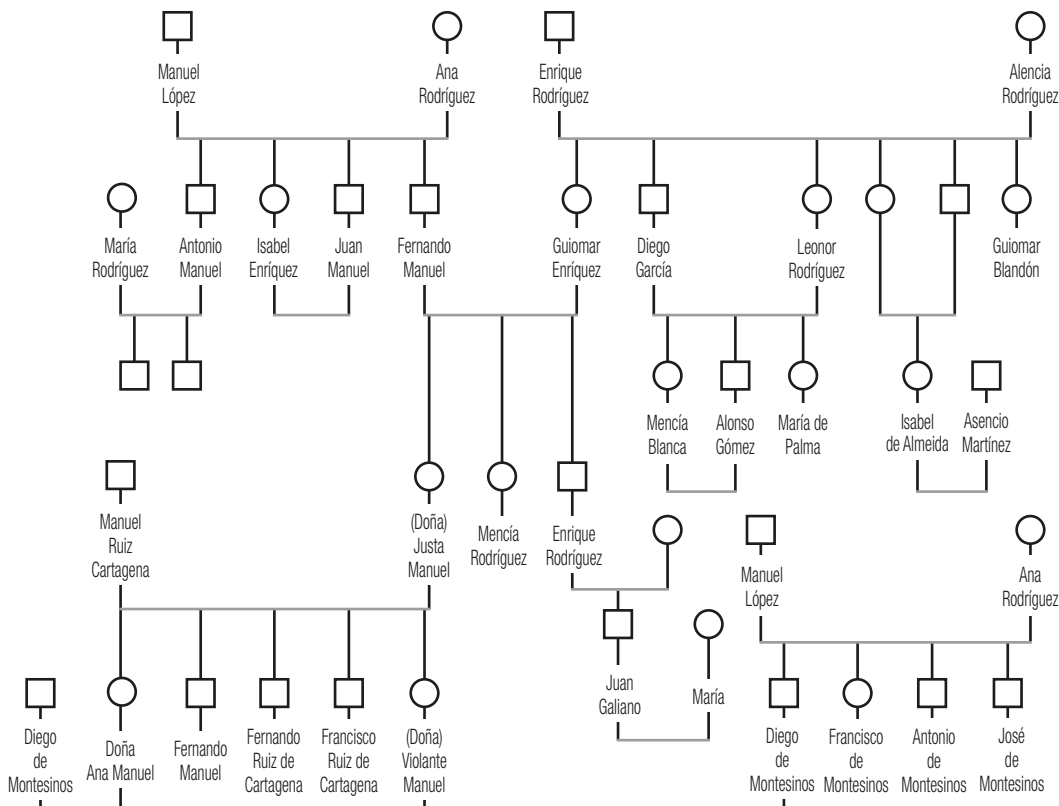 Manuel
López
Ana
Rodríguez
Enrique
Rodríguez
Alencia
Rodríguez
María
Rodríguez
Antonio
Manuel
Isabel
Enríquez
Juan
Manuel
Fernando
Manuel
Guiomar
Enríquez
Diego
García
Leonor
Rodríguez
Guiomar
Blandón
Mencía
Blanca
Alonso
Gómez
María de
Palma
Isabel
de Almeida
Asencio
Martínez
Manuel
Ruiz
Cartagena
(Doña)
Justa
Manuel
Mencía
Rodríguez
Enrique
Rodríguez
Manuel
López
Ana
Rodríguez
Juan
Galiano
María
Diego
de
Montesinos
Doña
Ana Manuel
Fernando
Manuel
Fernando
Ruiz de
Cartagena
Francisco
Ruiz de
Cartagena
(Doña)
Violante
Manuel
Diego
de
Montesinos
Francisco
de
Montesinos
Antonio
de
Montesinos
José
de
Montesinos